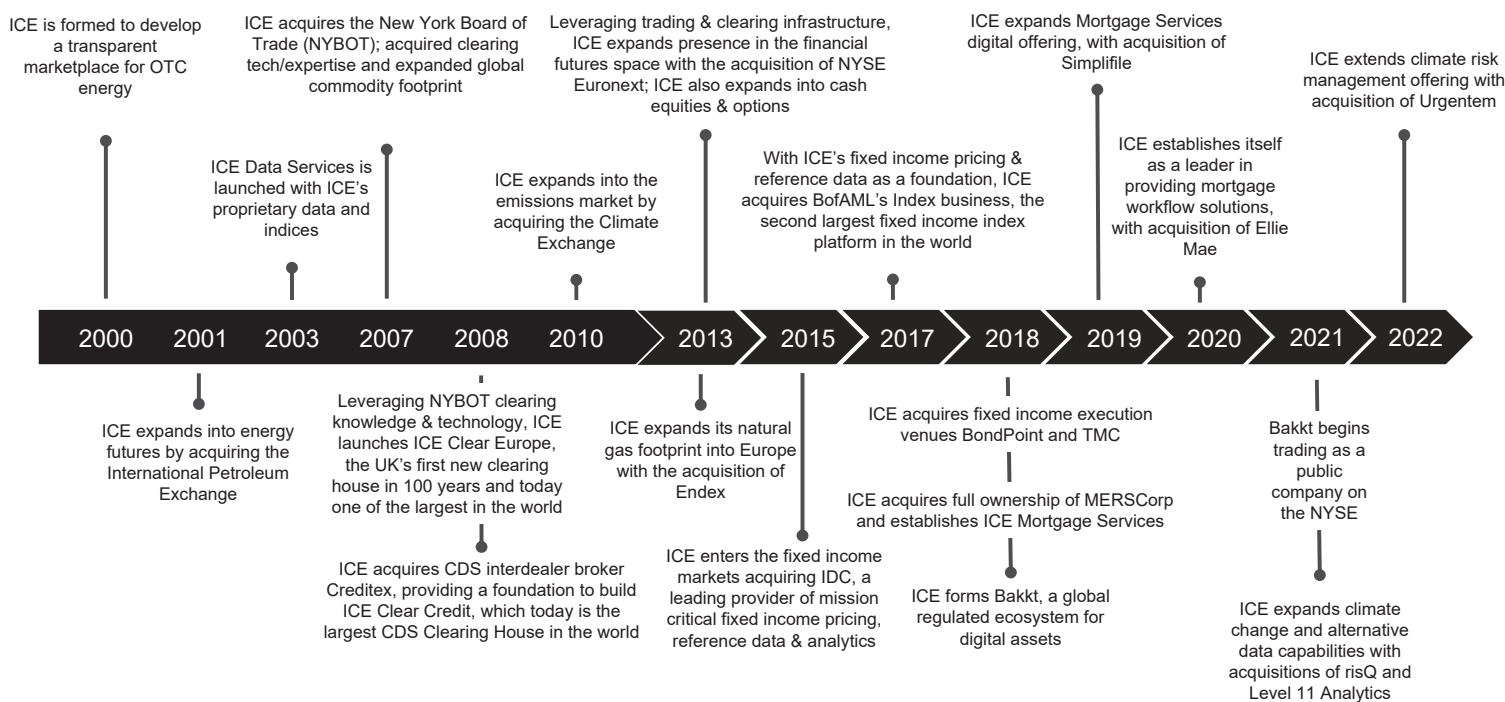 ICE is formed to develop
a transparent
marketplace for OTC
energy
ICE acquires the New York Board of
Trade (NYBOT); acquired clearing
tech/expertise and expanded global
commodity footprint
Leveraging trading & clearing infrastructure,
ICE expands presence in the financial
futures space with the acquisition of NYSE
Euronext; ICE also expands into cash
equities & options
ICE expands Mortgage Services
digital offering, with acquisition of
Simplifile
ICE extends climate risk
management offering with
acquisition of Urgentem
ICE Data Services is
launched with ICE’s
proprietary data and
indices
ICE expands into the
emissions market by
acquiring the Climate
Exchange
With ICE’s fixed income pricing &
reference data as a foundation, ICE
acquires BofAML’s Index business, the
second largest fixed income index
platform in the world
ICE establishes itself
as a leader in
providing mortgage
workflow solutions,
with acquisition of Ellie
Mae
2000 2001 2003 2007 2008 2010 2013 2015 2017 2018 2019 2020 2021 2022
ICE expands into energy
futures by acquiring the
International Petroleum
Exchange
Leveraging NYBOT clearing
knowledge & technology, ICE
launches ICE Clear Europe,
the UK’s first new clearing
house in 100 years and today
one of the largest in the world
ICE acquires CDS interdealer broker
Creditex, providing a foundation to build
ICE Clear Credit, which today is the
largest CDS Clearing House in the world
ICE expands its natural
gas footprint into Europe
with the acquisition of
Endex
ICE enters the fixed income
markets acquiring IDC, a
leading provider of mission
critical fixed income pricing,
reference data & analytics
ICE acquires fixed income execution
venues BondPoint and TMC
ICE acquires full ownership of MERSCorp
and establishes ICE Mortgage Services
ICE forms Bakkt, a global
regulated ecosystem for
digital assets
Bakkt begins
trading as a
public
company on
the NYSE
ICE expands climate
change and alternative
data capabilities with
acquisitions of risQ and
Level 11 Analytics